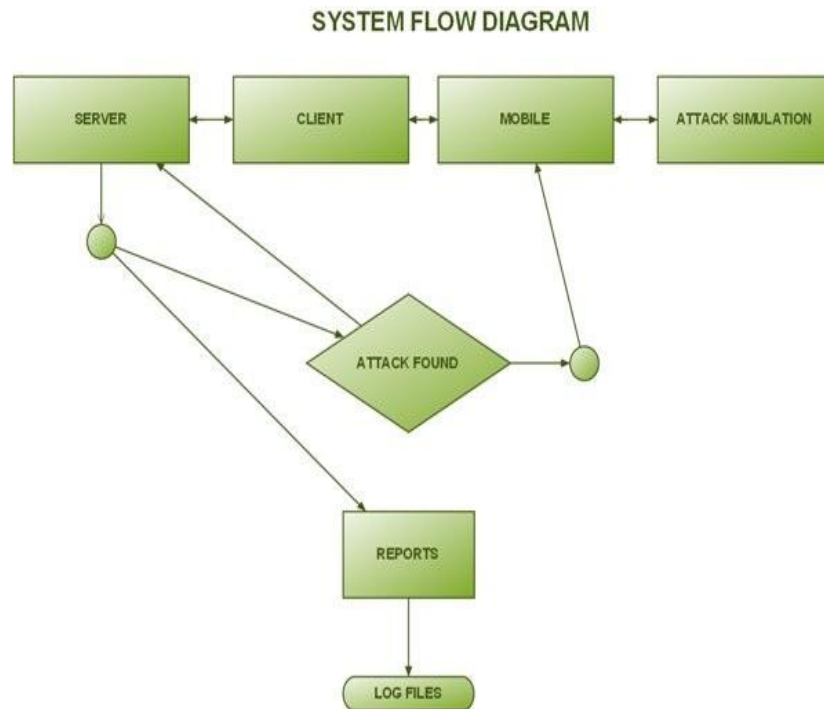 SYSTEM FLOW DIAGRAM
SERVER
CLIENT
MOBILE
ATTACK SIMULATION
ATTACK FOUND
REPORTS
LOG FILES